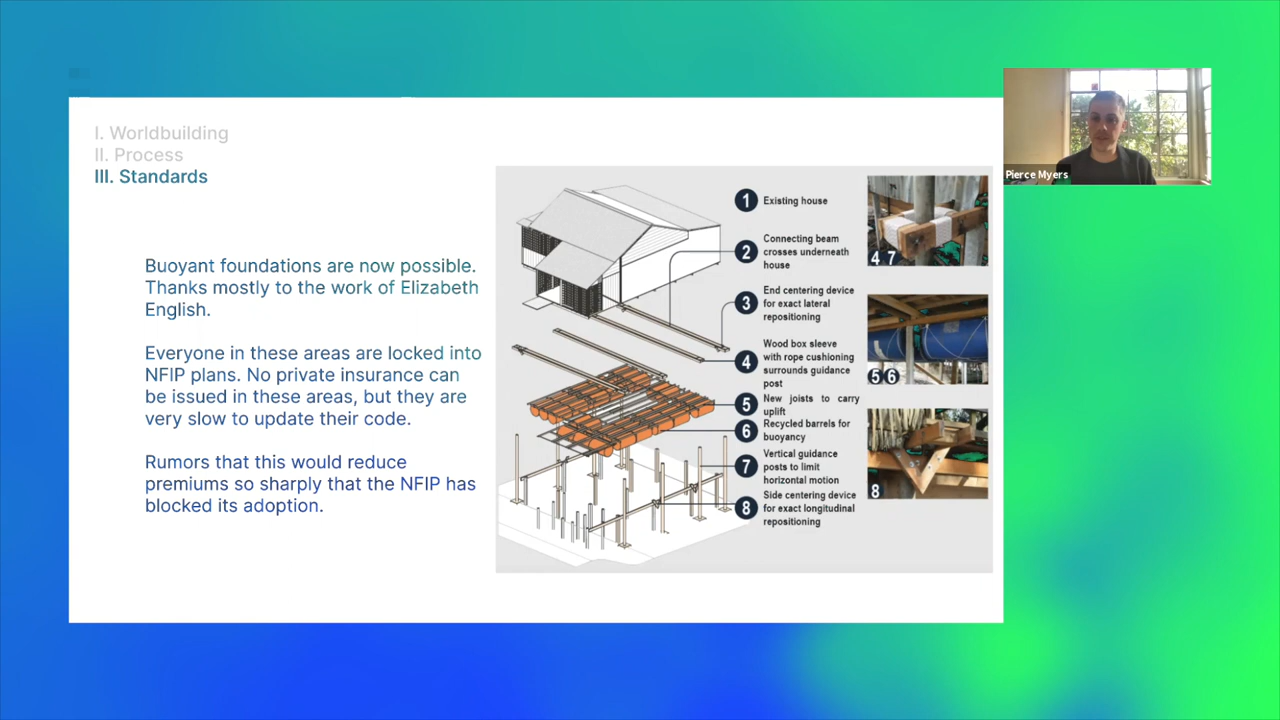 I. Worldbuilding
II. Process
III. Standards
Buoyant foundations are now possible.
Thanks mostly to the work of Elizabeth
English.
Everyone in these areas are locked into
NFIP plans. No private insurance can
be issued in these areas, but they are
very slow to update their code.
Rumors that this would reduce
premiums so sharply that the NFIP has
blocked its adoption.
1 Existing house
2 Connecting beam
crosses underneath
house
3 End centering device
for exact lateral
repositioning
4 Wood box sleeve
with rope cushioning
surrounds guidance
post
5 New joists to carry
uplift
6 Recycled barrels for
buoyancy
7 Vertical guidance
posts to limit
horizontal motion
8 Side centering device
for exact longitudinal
repositioning
4 7
5 6
8
Pierce Myers